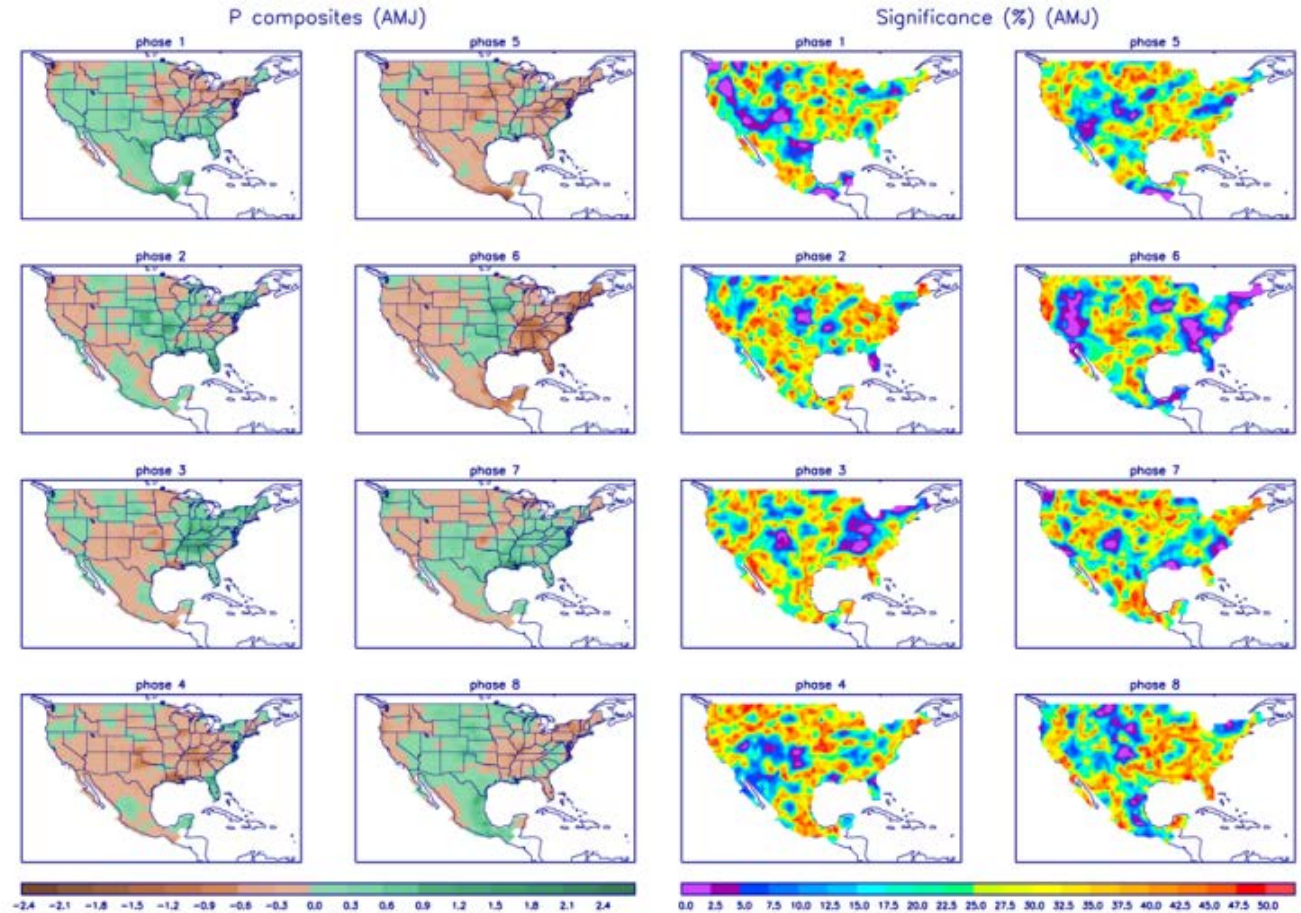 P composites (AMJ)
Significance (%) (AMJ)
phase 1
phase 5
phase 1
phase 5
phase 2
phase 6
phase 2
phase 6
phase 3
phase 7
phase 3
phase 7
phase 4
phase 8
phase 4
phase 8
-2.4 -2.1 -1.8 -1.5 -1.2 -0.9 -0.6 -0.3 0.0 0.3 0.6 0.9 1.2 1.5 1.8 2.1 2.4
0.0 2.5 5.0 7.5 10.0 12.5 15.0 17.5 20.0 22.5 25.0 27.5 30.0 32.5 35.0 37.5 40.0 42.5 45.0 47.5 50.0